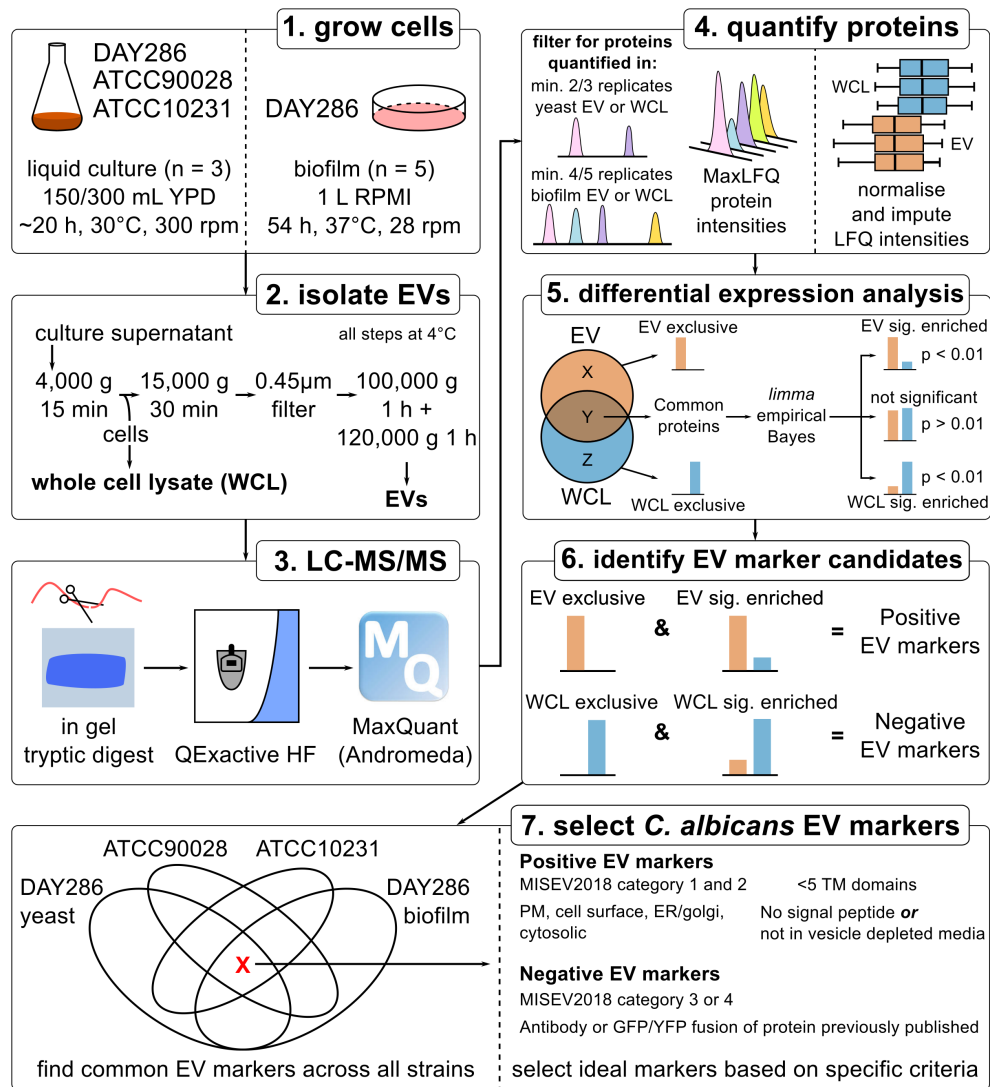 1. grow cells
DAY286
ATCC90028
ATCC10231
liquid culture (n = 3)
150/300 mL YPD
~20 h, 30°C, 300 rpm
DAY286
biofilm (n = 5)
1 L RPMI
54 h, 37°C, 28 rpm
2. isolate EVs
culture supernatant
all steps at 4°C
4,000 g
15 min
15,000 g
30 min
0.45µm
filter
100,000 g
1 h +
120,000 g 1 h
cells
whole cell lysate (WCL)
EVs
3. LC-MS/MS
in gel
tryptic digest
QExactive HF
M
Q
MaxQuant
(Andromeda)
4. quantify proteins
filter for proteins
quantified in:
min. 2/3 replicates
yeast EV or WCL
min. 4/5 replicates
biofilm EV or WCL
MaxLFQ
protein
intensities
WCL
EV
normalise
and impute
LFQ intensities
5. differential expression analysis
EV
X
Y
Z
WCL
EV exclusive
Common
proteins
WCL exclusive
limma
empirical
Bayes
EV sig. enriched
p < 0.01
not significant
p > 0.01
p < 0.01
WCL sig. enriched
6. identify EV marker candidates
EV exclusive
&
EV sig. enriched
=
Positive
EV markers
WCL exclusive
&
WCL sig. enriched
=
Negative
EV markers
7. select C. albicans EV markers
ATCC90028
ATCC10231
DAY286
yeast
DAY286
biofilm
X
find common EV markers across all strains
Positive EV markers
MISEV2018 category 1 and 2
<5 TM domains
PM, cell surface, ER/golgi,
cytosolic
No signal peptide or
not in vesicle depleted media
Negative EV markers
MISEV2018 category 3 or 4
Antibody or GFP/YFP fusion of protein previously published
select ideal markers based on specific criteria